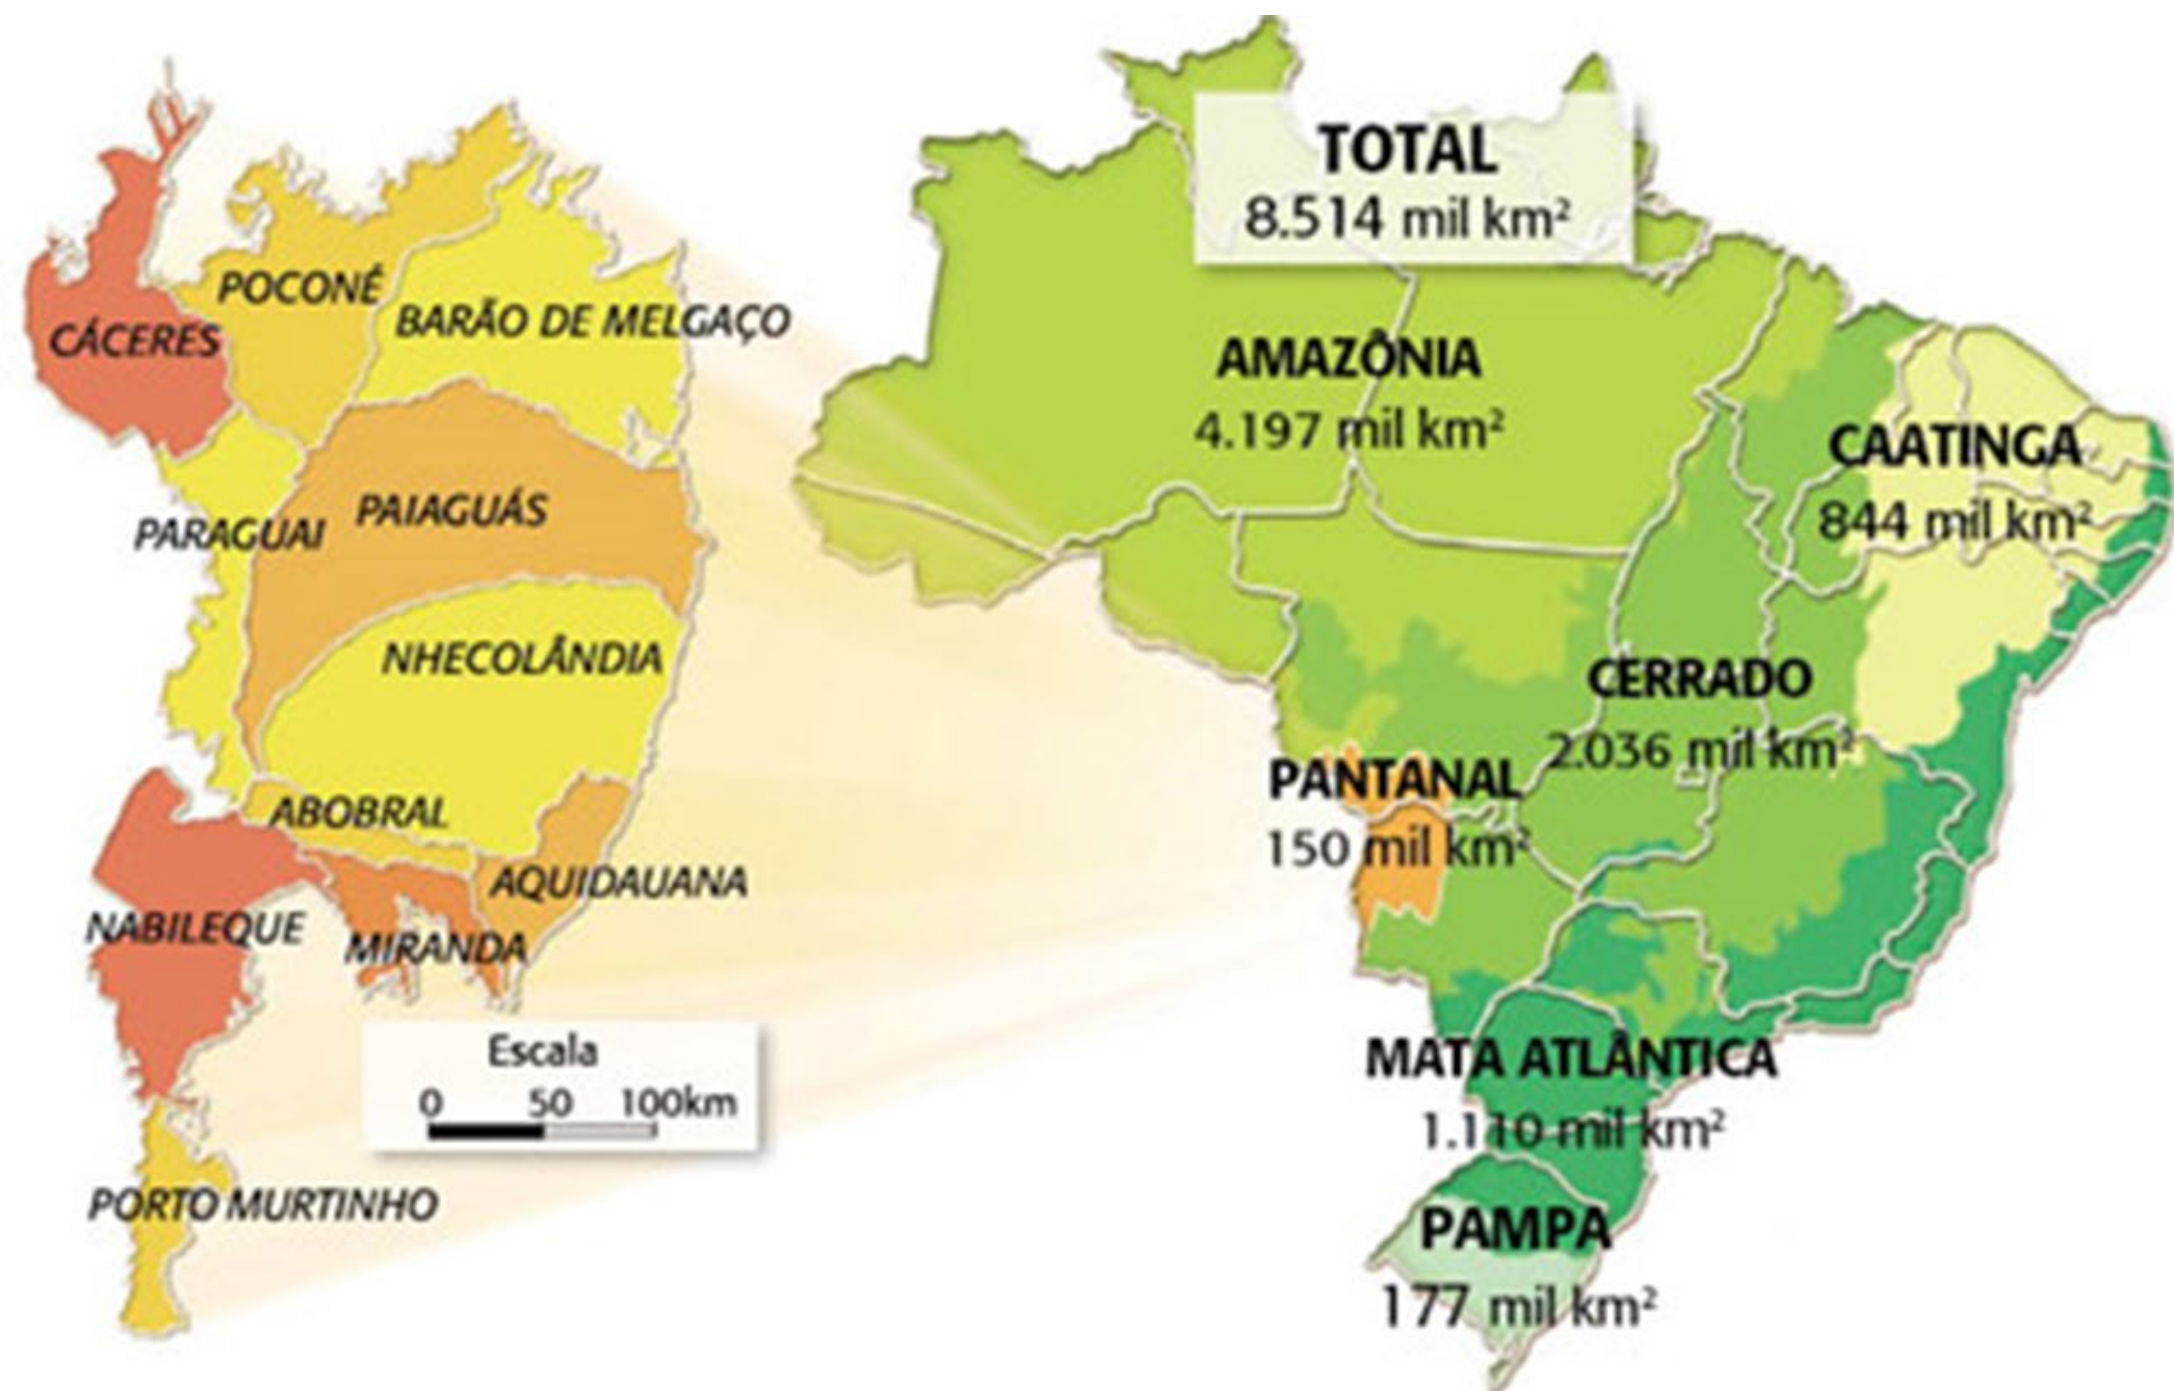 POCONÉ
CÁCERES
BARÃO DE MELGAÇO
PARAGUAI
PAIAGUÁS
NHECOLÂNDIA
ABOBRAL
AQUIDAUANA
NABILEQUE
MIRANDA
Escala
0 50 100km
PORTO MURTINHO
TOTAL
8.514 mil km²
AMAZÔNIA
4.197 mil km²
CAATINGA
844 mil km²
CERRADO
2.036 mil km²
PANTANAL
150 mil km²
MATA ATLÂNTICA
1.110 mil km²
PAMPA
177 mil km²